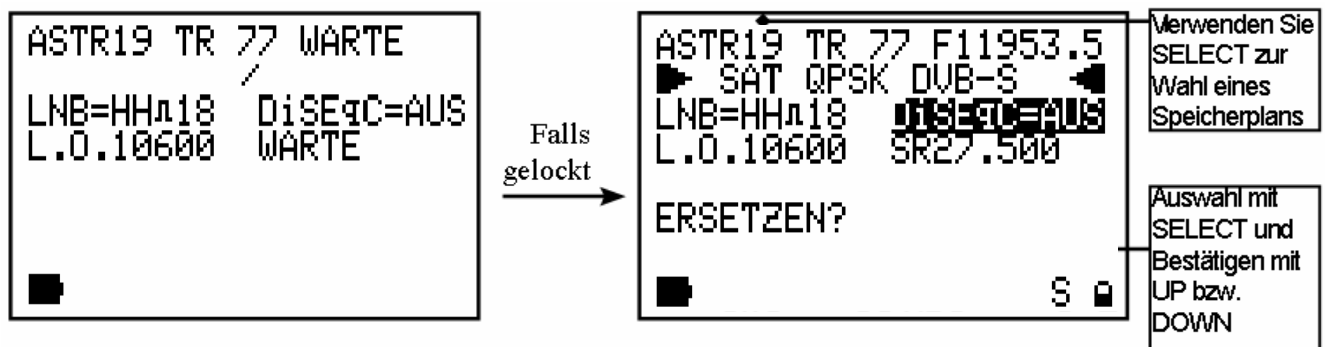 ASTR19 TR 77 WARTE
/
LNB=HH⎍18 DiSEqC=AUS
L.O.10600 WARTE
Falls
gelockt
ASTR19 TR 77 F11953.5
SAT QPSK DVB-S
LNB=HH⎍18 DiSEqC=AUS
L.O.10600 SR27.500
ERSETZEN?
S
Verwenden Sie
SELECT zur
Wahl eines
Speicherplans
Auswahl mit
SELECT und
Bestätigen mit
UP bzw.
DOWN